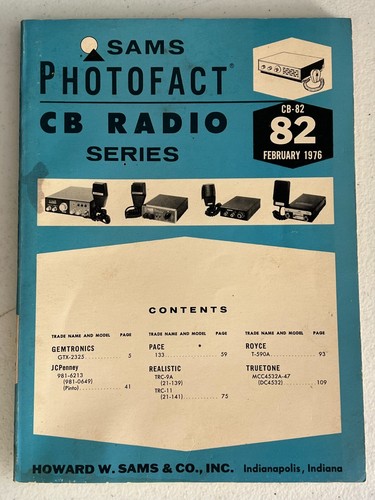 SAMS
PHOTOFACT®
CB RADIO
SERIES
CB-82
82
FEBRUARY 1976
CONTENTS
TRADE NAME AND MODEL PAGE
GEMTRONICS
GTX-2325 5
JCPenney
981-6213
(981-0649)
(Pinto) 41
TRADE NAME AND MODEL PAGE
PACE
133 59
REALISTIC
TRC-9A
(21-139)
TRC-11
(21-141) 75
TRADE NAME AND MODEL PAGE
ROYCE
T-590A 93
TRUETONE
MCC4532A-47
(DC4532) 109
HOWARD W. SAMS & CO., INC. Indianapolis, Indiana